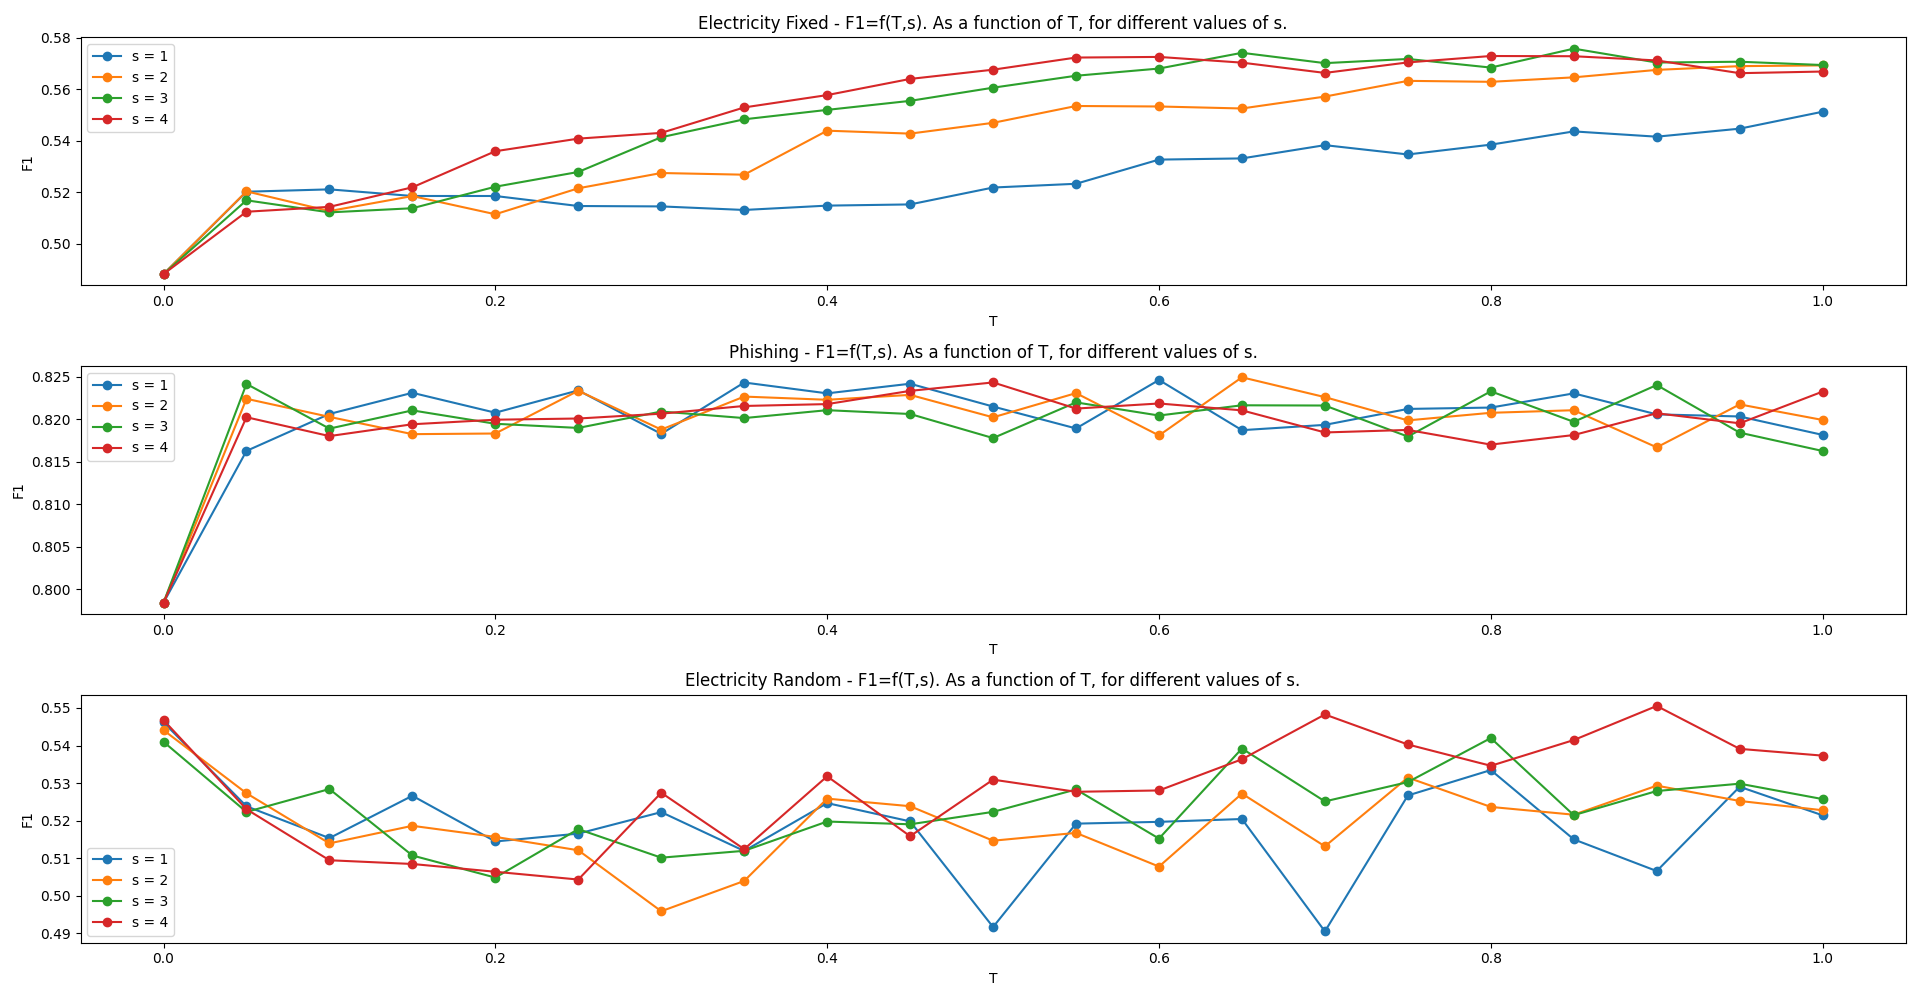 Electricity Fixed - F1=f(T,s). As a function of T, for different values of s.
0.58
0.56
0.54
0.52
0.50
F1
s = 1
s = 2
s = 3
s = 4
0.0 0.2 0.4 0.6 0.8 1.0
T
Phishing - F1=f(T,s). As a function of T, for different values of s.
0.825
0.820
0.815
0.810
0.805
0.800
F1
s = 1
s = 2
s = 3
s = 4
0.0 0.2 0.4 0.6 0.8 1.0
T
Electricity Random - F1=f(T,s). As a function of T, for different values of s.
0.55
0.54
0.53
0.52
0.51
0.50
0.49
F1
s = 1
s = 2
s = 3
s = 4
0.0 0.2 0.4 0.6 0.8 1.0
T